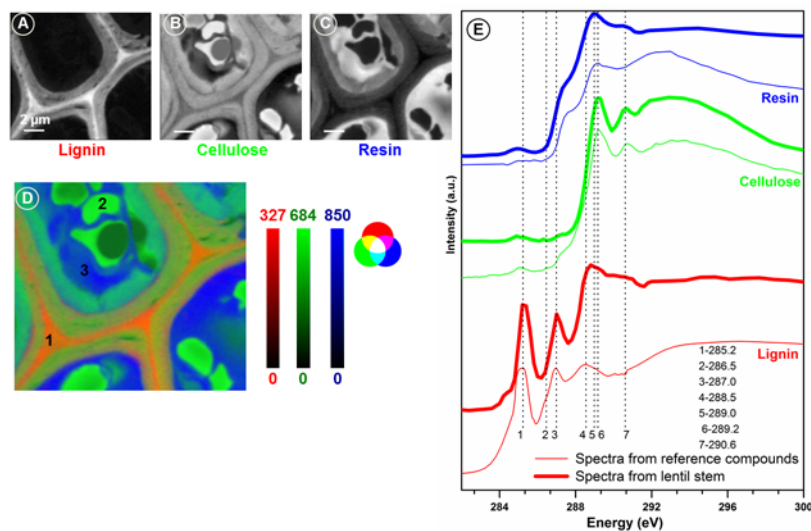 A
B
C
2 µm
Lignin
Cellulose
Resin
D
2
3
1
327 684 850
0 0 0
E
Intensity (a.u.)
Resin
Cellulose
Lignin
1-285.2
2-286.5
3-287.0
4-288.5
5-289.0
6-289.2
7-290.6
1 2 3 4 5 6 7
Spectra from reference compounds
Spectra from lentil stem
284 288 292 296 300
Energy (eV)